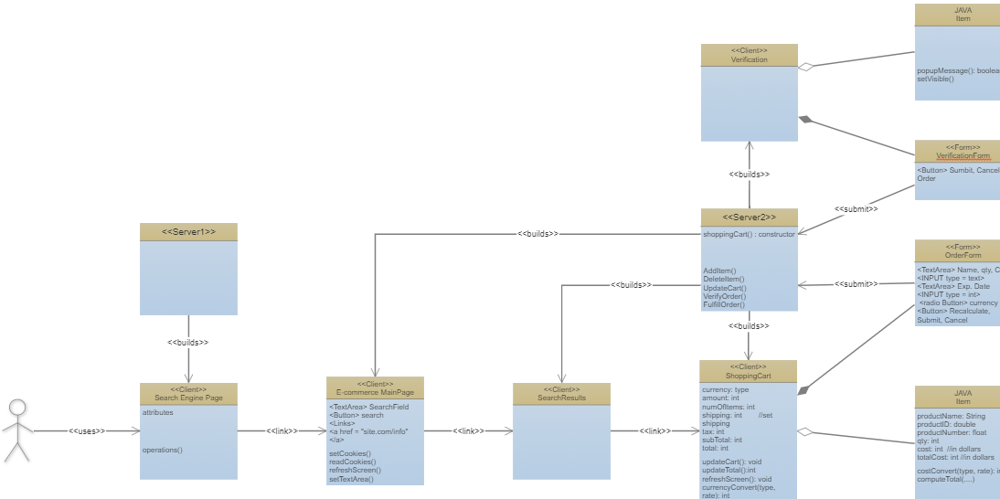 JAVA
Item
popupMessage(): boolea
setVisible()
<<Client>>
Verification
<<builds>>
<<Form>>
VerificationForm
<Button> Sumbit, Cancel
Order
<<submit>>
<<Server1>>
<<builds>>
<<Server2>>
shoppingCart() : constructor
AddItem()
DeleteItem()
UpdateCart()
VerifyOrder()
FulfillOrder()
<<builds>>
<<builds>>
<<builds>>
<<submit>>
<<Form>>
OrderForm
<TextArea> Name, qty, C
<INPUT type = text>
<TextArea> Exp. Date
<INPUT type = int>
<radio Button> currency
<Button> Recalculate,
Submit, Cancel
<<uses>>
<<Client>>
Search Engine Page
attributes
operations()
<<link>>
<<Client>>
E-commerce MainPage
<TextArea> SearchField
<Button> search
<Links>
<a href = "site.com/info"
</a>
setCookies()
readCookies()
refreshScreen()
setTextArea()
<<link>>
<<Client>>
SearchResults
<<link>>
<<Client>>
ShoppingCart
currency: type
amount: int
numOfItems: int
shipping: int //set
shipping
tax: int
subTotal: int
total: int
updateCart(): void
updateTotal():int
refreshScreen(): void
currencyConvert(type,
rate): int
JAVA
Item
productName: String
productID: double
productNumber: float
qty: int
cost: int //in dollars
totalCost: int //in dollars
costConvert(type, rate): i
computeTotal(....)